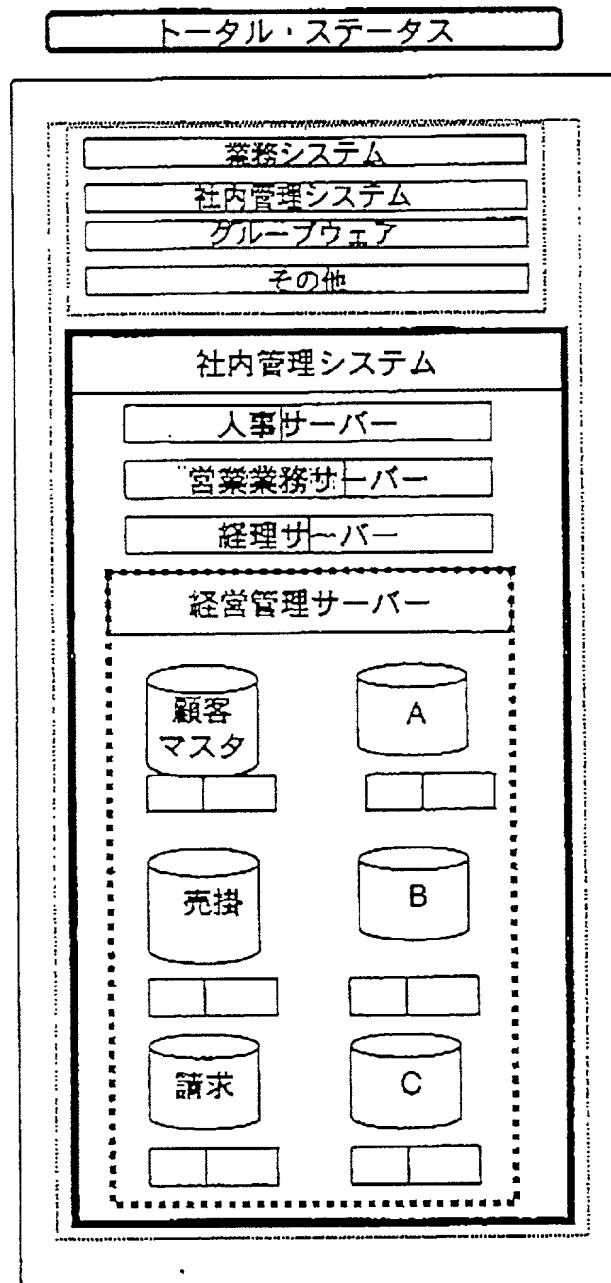 トータル・ステータス
業務システム
社内管理システム
グループウェア
その他
社内管理システム
人事サーバー
営業業務サーバー
経理サーバー
経営管理サーバー
顧客
マスタ
A
売掛
B
請求
C